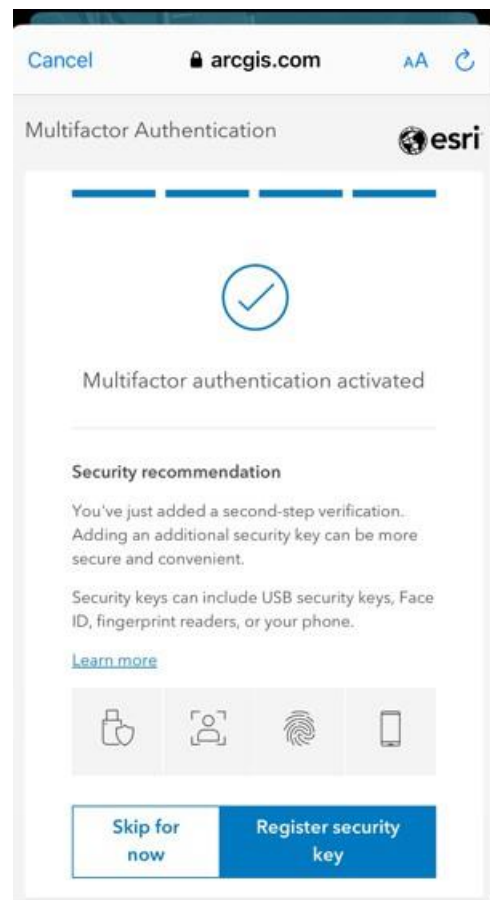 Cancel arcgis.com AA
Multifactor Authentication esri
Multifactor authentication activated
Security recommendation
You've just added a second-step verification.
Adding an additional security key can be more
secure and convenient.
Security keys can include USB security keys, Face
ID, fingerprint readers, or your phone.
Learn more
Skip for
now
Register security
key